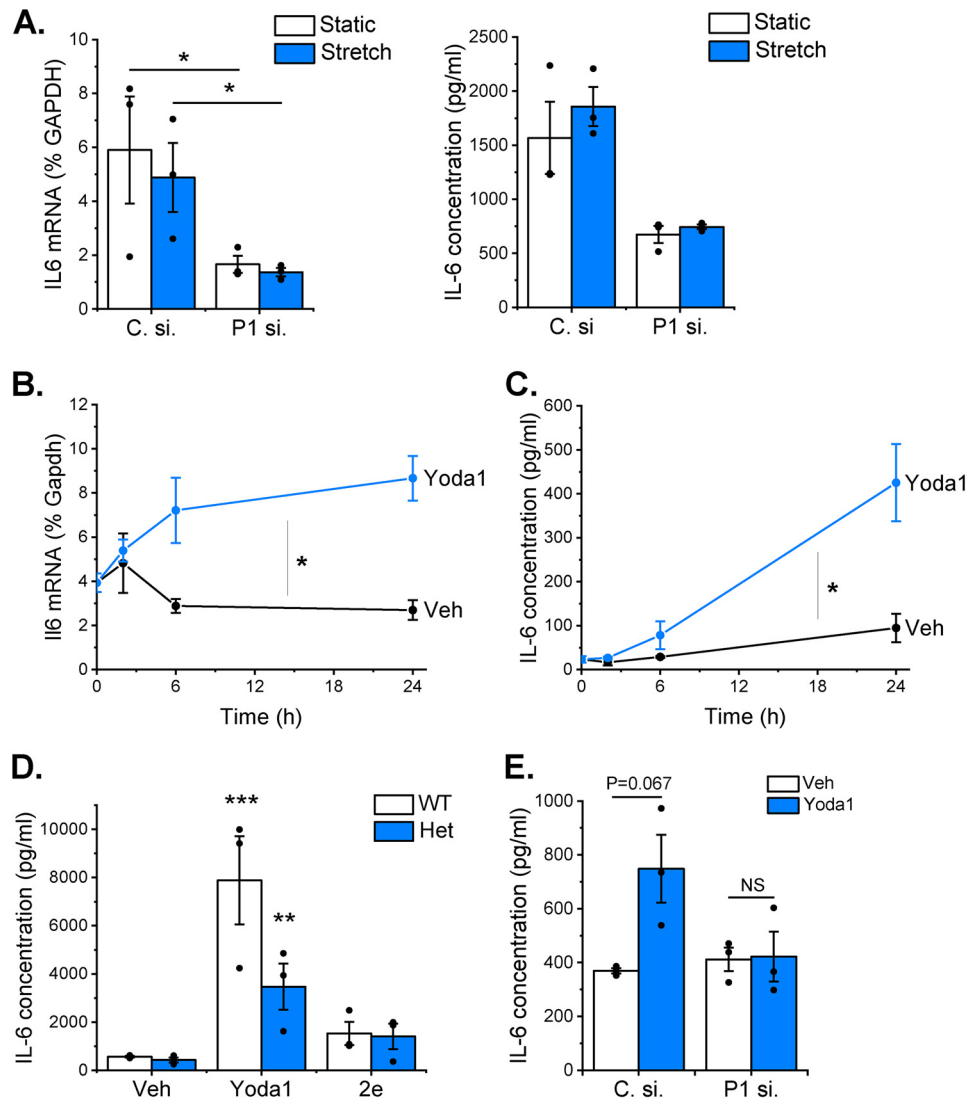 A.
Static
Stretch
IL6 mRNA (% GAPDH)
10
8
6
4
2
0
*
*
C. si.
P1 si.
Static
Stretch
IL-6 concentration (pg/ml)
2500
2000
1500
1000
500
0
C. si
P1 si.
B.
Il6 mRNA (% Gapdh)
12
10
8
6
4
2
0
Yoda1
*
Veh
0 6 12 18 24
Time (h)
C.
IL-6 concentration (pg/ml)
600
500
400
300
200
100
0
Yoda1
*
Veh
0 6 12 18 24
Time (h)
D.
WT
Het
IL-6 concentration (pg/ml)
10000
8000
6000
4000
2000
0
***
**
Veh Yoda1 2e
E.
Veh
Yoda1
IL-6 concentration (pg/ml)
1000
800
600
400
200
0
P=0.067
NS
C. si.
P1 si.